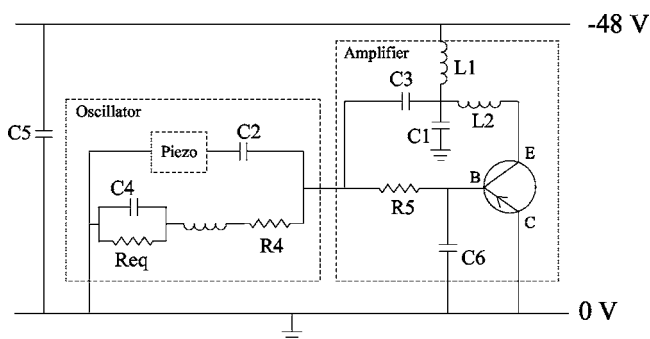 -48 V
Amplifier
L1
C3
Oscillator
C5
C2
Piezo
C1
L2
E
B
C4
R5
C
R4
Req
C6
0 V